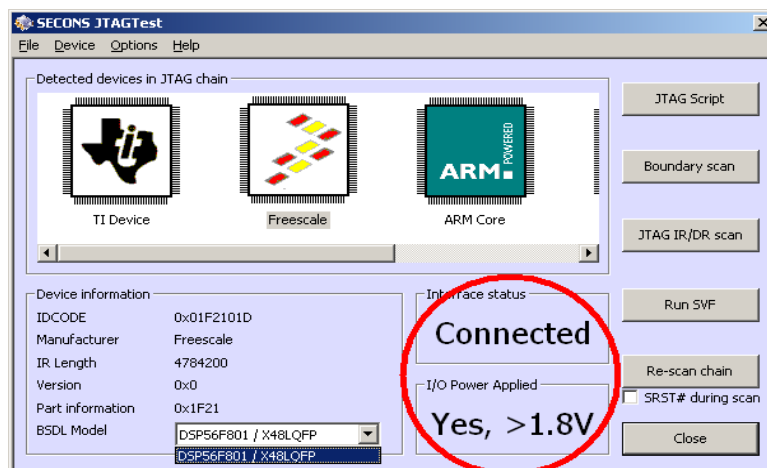 SECONS JTAGTest
File Device Options Help
Detected devices in JTAG chain
TI Device
Freescale
ARM POWERED
ARM Core
JTAG Script
Boundary scan
JTAG IR/DR scan
Run SVF
Re-scan chain
SRST# during scan
Close
Device information
IDCODE 0x01F2101D
Manufacturer Freescale
IR Length 4784200
Version 0x0
Part information 0x1F21
BSDL Model DSP56F801 / X48LQFP
DSP56F801 / X48LQFP
Interface status
Connected
I/O Power Applied
Yes, >1.8V